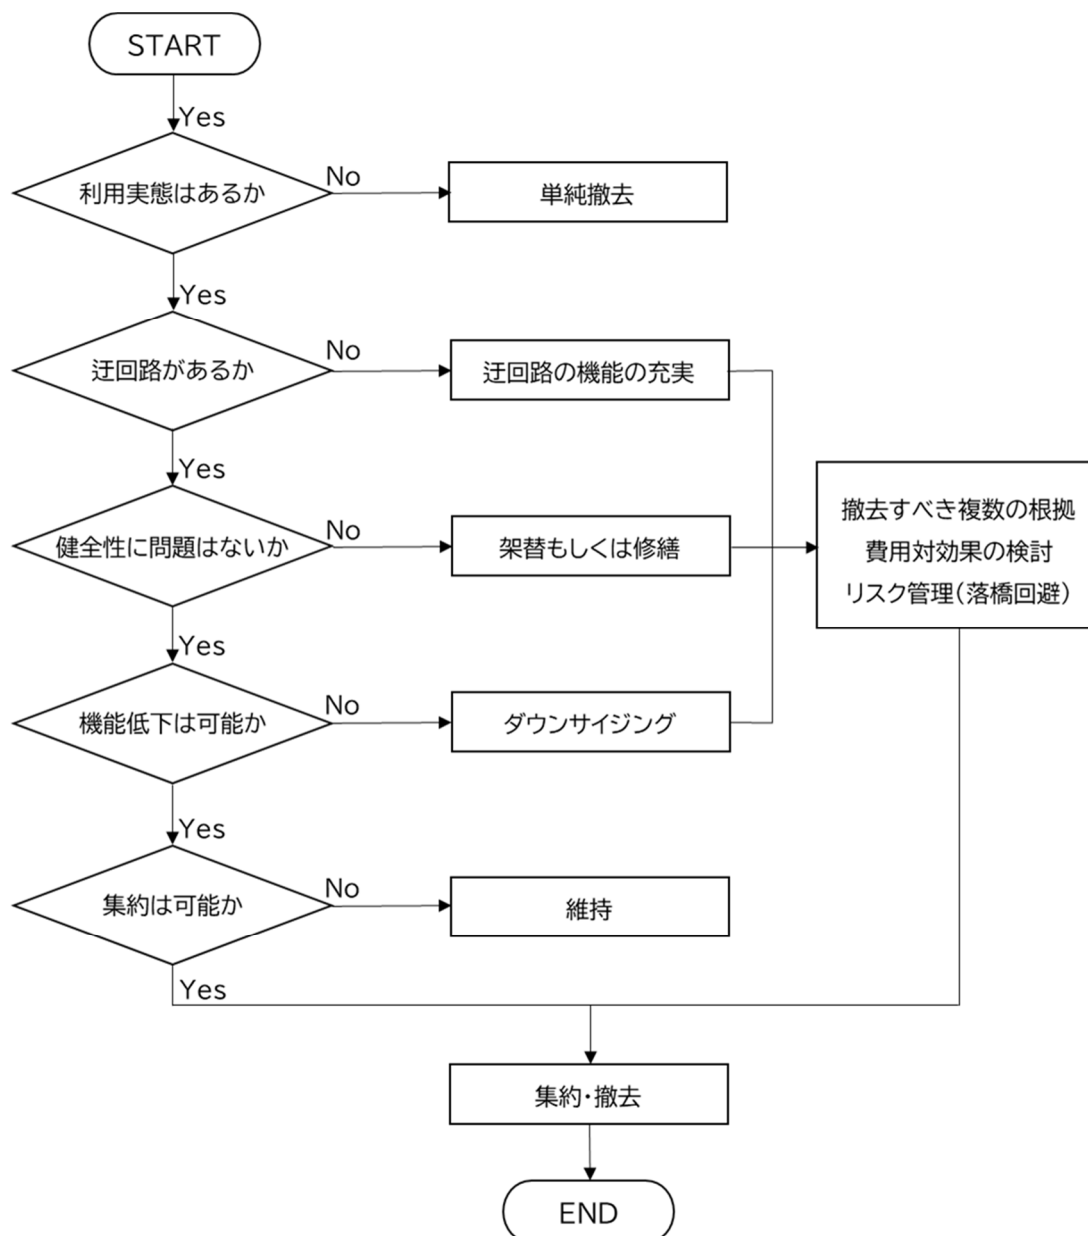 START
Yes
利用実態はあるか
No
単純撤去
Yes
迂回路があるか
No
迂回路の機能の充実
Yes
健全性に問題はないか
No
架替もしくは修繕
撤去すべき複数の根拠
費用対効果の検討
リスク管理(落橋回避)
Yes
機能低下は可能か
No
ダウンサイジング
Yes
集約は可能か
No
維持
Yes
集約・撤去
END